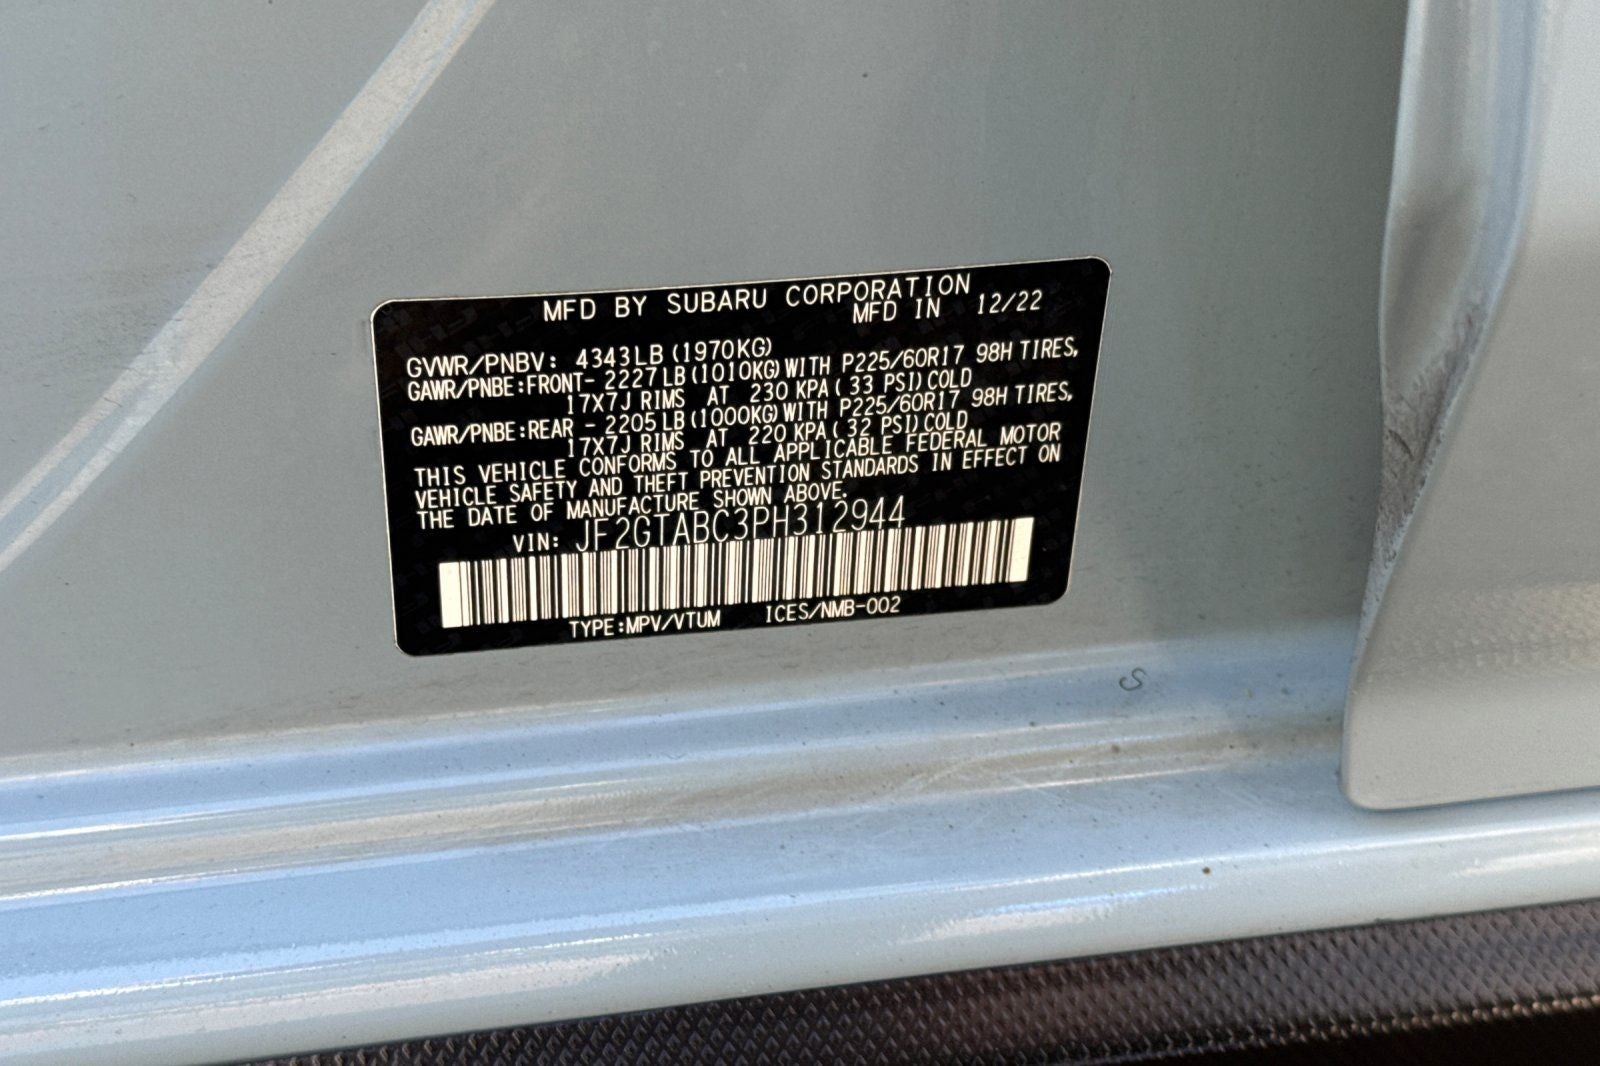 MFD BY SUBARU CORPORATION
MFD IN 12/22
GVWR/PNBV: 4343LB(1970KG)
GAWR/PNBE:FRONT- 2227LB(1010KG)WITH P225/60R17 98H TIRES,
17X7J RIMS AT 230 KPA( 33 PSI)COLD
GAWR/PNBE:REAR - 2205LB(1000KG)WITH P225/60R17 98H TIRES,
17X7J RIMS AT 220 KPA( 32 PSI)COLD
THIS VEHICLE CONFORMS TO ALL APPLICABLE FEDERAL MOTOR
VEHICLE SAFETY AND THEFT PREVENTION STANDARDS IN EFFECT ON
THE DATE OF MANUFACTURE SHOWN ABOVE.
VIN: JF2GTABC3PH312944
TYPE:MPV/VTUM ICES/NMB-002
S